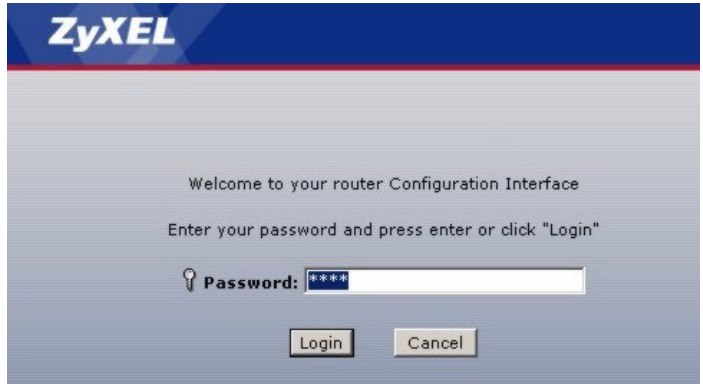 ZyXEL
Welcome to your router Configuration Interface
Enter your password and press enter or click "Login"
Password: ****
Login Cancel